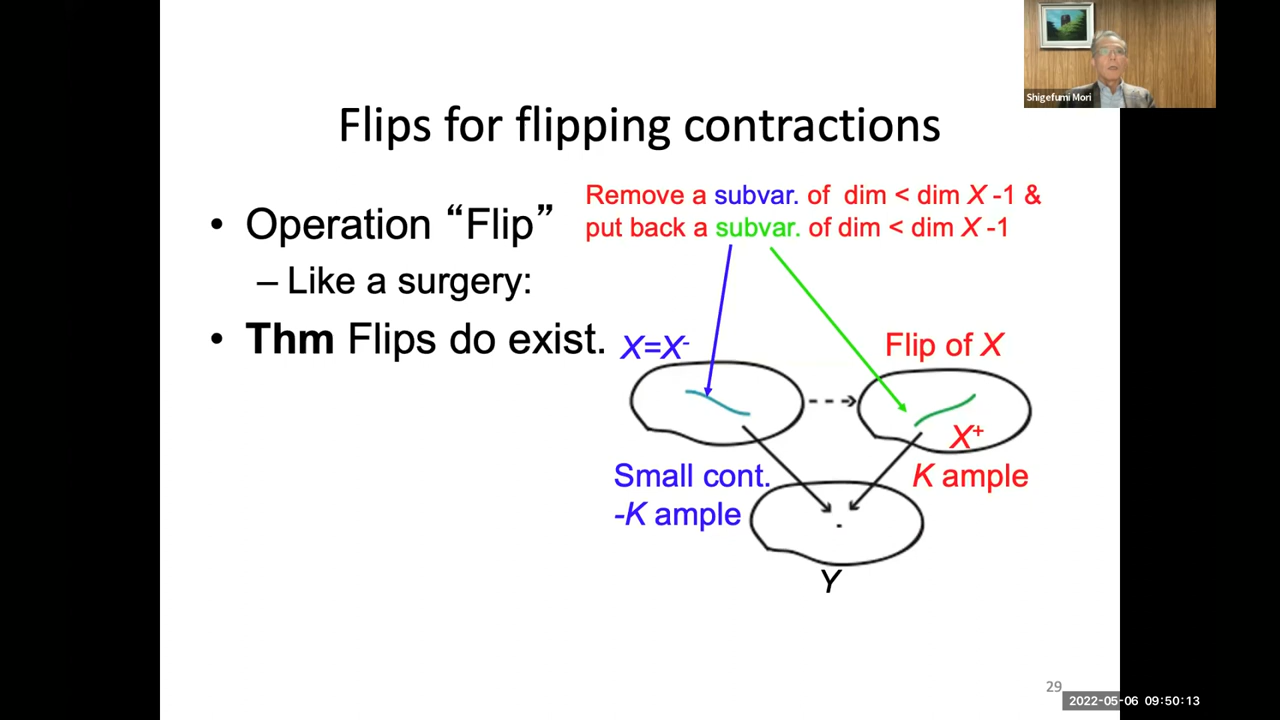 Shigefumi Mori
Flips for flipping contractions
• Operation “Flip”
Remove a subvar. of dim < dim X -1 &
put back a subvar. of dim < dim X -1
– Like a surgery:
• Thm Flips do exist.
X=X-
Flip of X
X+
Small cont.
-K ample
K ample
Y
29
2022-05-06 09:50:13